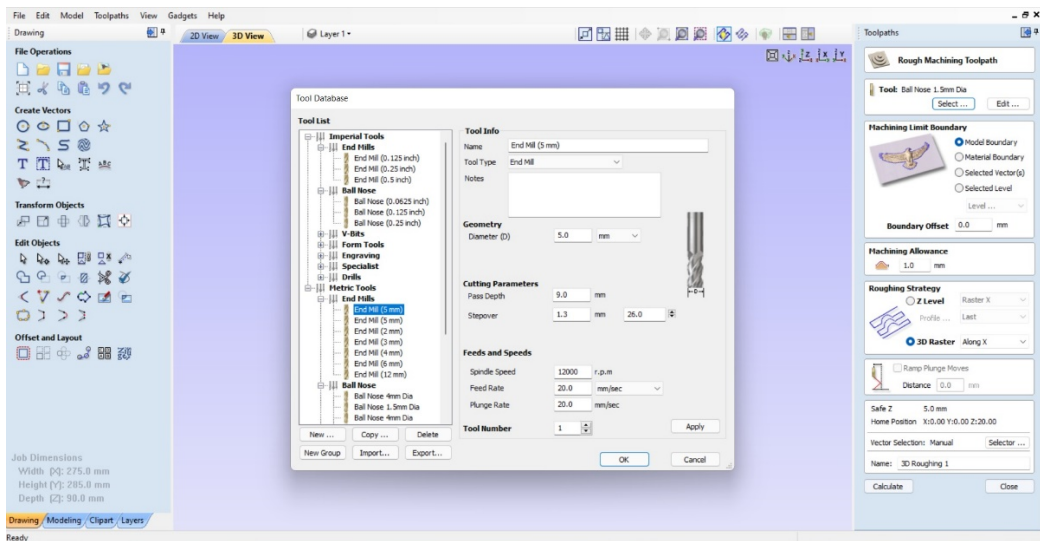 File Edit Model Toolpaths View Gadgets Help
Drawing
2D View 3D View
Layer 1
Toolpaths
File Operations
Create Vectors
Transform Objects
Edit Objects
Offset and Layout
Job Dimensions
Width (X): 275.0 mm
Height (Y): 205.0 mm
Depth (Z): 90.0 mm
Drawing Modeling Clipart Layers
Ready
Tool Database
Tool List
Imperial Tools
End Mills
End Mill (0.125 inch)
End Mill (0.25 inch)
End Mill (0.5 inch)
Ball Nose
Ball Nose (0.0625 inch)
Ball Nose (0.125 inch)
Ball Nose (0.25 inch)
V-Bits
Form Tools
Engraving
Specialist
Drills
Metric Tools
End Mills
End Mill (5 mm)
End Mill (5 mm)
End Mill (2 mm)
End Mill (3 mm)
End Mill (4 mm)
End Mill (6 mm)
End Mill (12 mm)
Ball Nose
Ball Nose 4mm Dia
Ball Nose 1.5mm Dia
Ball Nose 4mm Dia
New ... Copy ... Delete
New Group Import... Export...
Tool Info
Name End Mill (5 mm)
Tool Type End Mill
Notes
Geometry
Diameter (D) 5.0 mm
Cutting Parameters
Pass Depth 9.0 mm
Stepover 1.3 mm 26.0
D
Feeds and Speeds
Spindle Speed 12000 r.p.m
Feed Rate 20.0 mm/sec
Plunge Rate 20.0 mm/sec
Tool Number 1 Apply
OK Cancel
Rough Machining Toolpath
Tool: Ball Nose 1.5mm Dia
Select ... Edit ...
Machining Limit Boundary
Model Boundary
Material Boundary
Selected Vector(s)
Selected Level
Level ...
Boundary Offset 0.0 mm
Machining Allowance
1.0 mm
Roughing Strategy
Z Level Raster X
Profile ... Last
3D Raster Along X
Ramp Plunge Moves
Distance 0.0 mm
Safe Z 5.0 mm
Home Position X:0.00 Y:0.00 Z:20.00
Vector Selection: Manual Selector ...
Name: 3D Roughing 1
Calculate Close